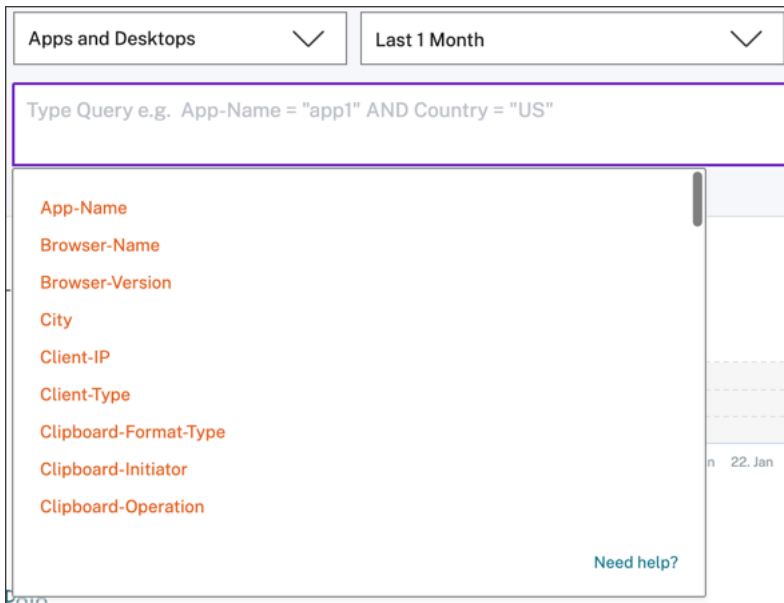 Apps and Desktops
Last 1 Month
Type Query e.g. App-Name = "app1" AND Country = "US"
App-Name
Browser-Name
Browser-Version
City
Client-IP
Client-Type
Clipboard-Format-Type
Clipboard-Initiator
Clipboard-Operation
n 22. Jan
Need help?